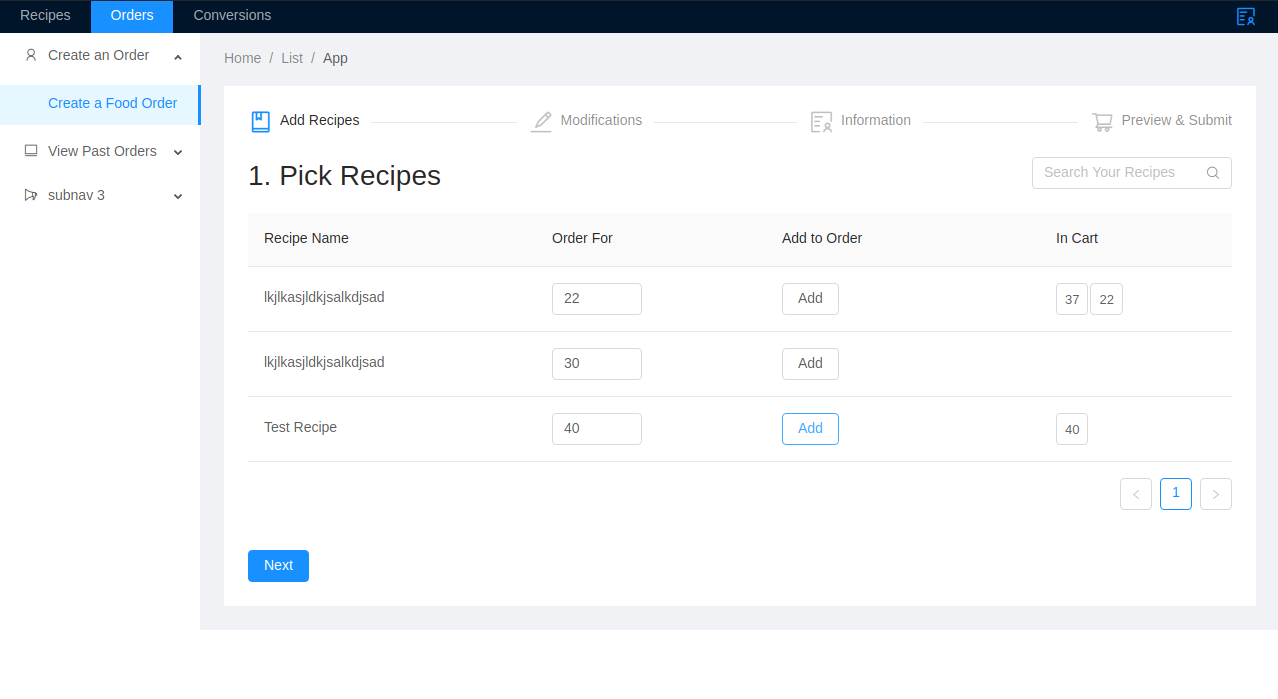 Recipes Orders Conversions
Create an Order
Create a Food Order
View Past Orders
subnav 3
Home / List / App
Add Recipes Modifications Information Preview & Submit
1. Pick Recipes
Search Your Recipes
Recipe Name Order For Add to Order In Cart
lkjlkasjldkjsalkdjsad 22 Add 37 22
lkjlkasjldkjsalkdjsad 30 Add
Test Recipe 40 Add 40
< 1 >
Next